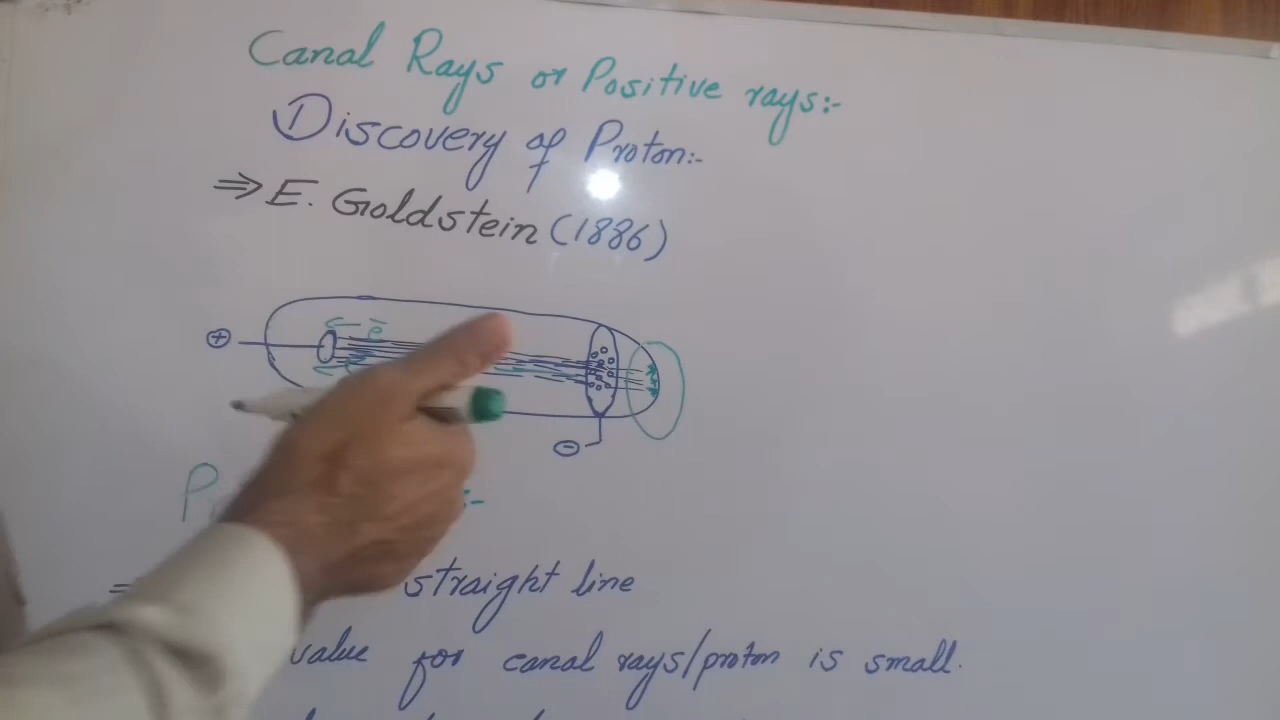 Canal Rays or Positive rays:-
Discovery of Proton:-
⇒ E. Goldstein (1886)
← e⁻
⊕
⊖
straight line
value for canal rays/proton is small.